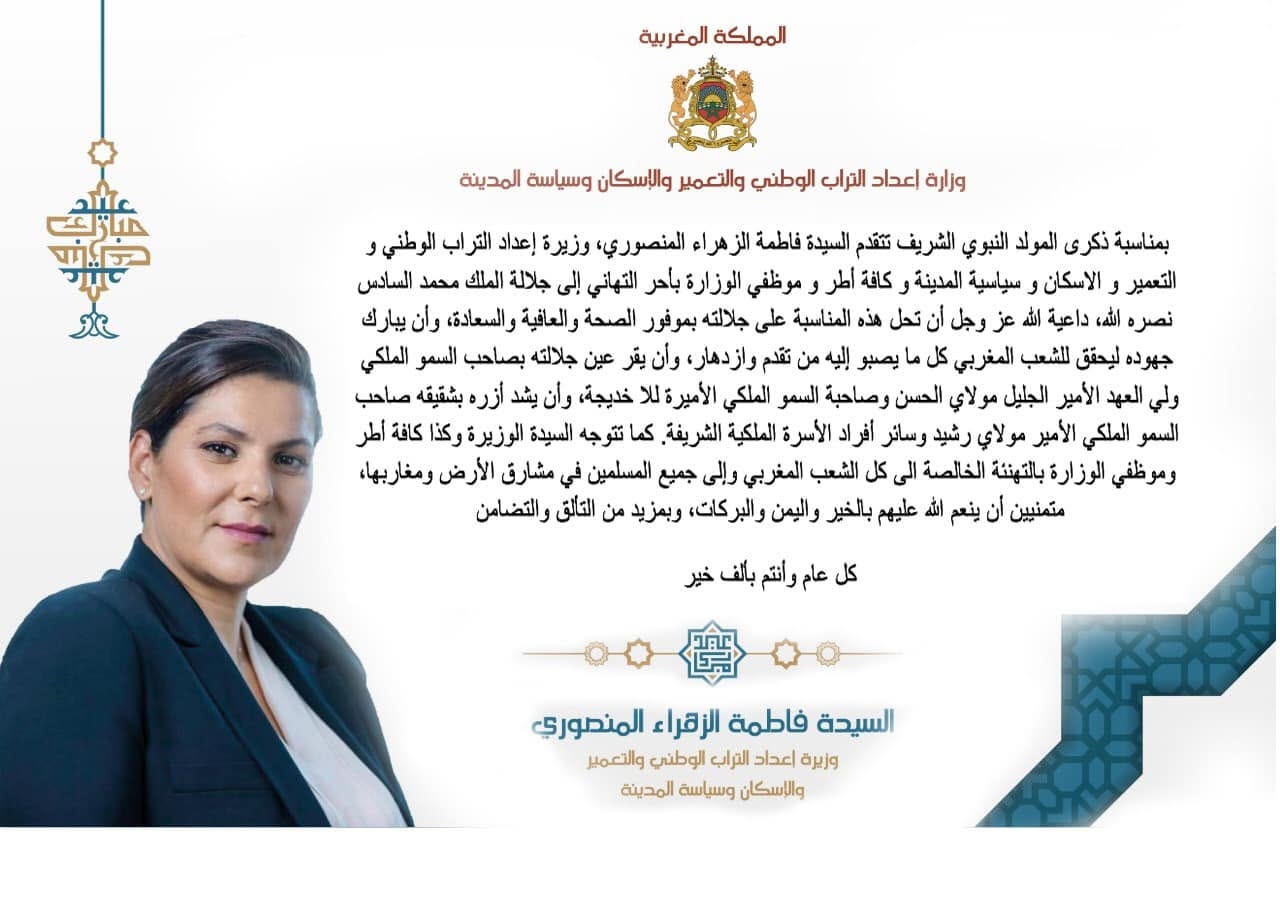 المملكة المغربية
وزارة إعداد التراب الوطني والتعمير والإسكان وسياسة المدينة
عيد
مبارك
بمناسبة ذكرى المولد النبوي الشريف تتقدم السيدة فاطمة الزهراء المنصوري، وزيرة إعداد التراب الوطني و
التعمير و الاسكان و سياسية المدينة و كافة أطر و موظفي الوزارة بأحر التهاني إلى جلالة الملك محمد السادس
نصره الله، داعية الله عز وجل أن تحل هذه المناسبة على جلالته بموفور الصحة والعافية والسعادة، وأن يبارك
جهوده ليحقق للشعب المغربي كل ما يصبو إليه من تقدم وازدهار، وأن يقر عين جلالته بصاحب السمو الملكي
ولي العهد الأمير الجليل مولاي الحسن وصاحبة السمو الملكي الأميرة للا خديجة، وأن يشد أزره بشقيقه صاحب
السمو الملكي الأمير مولاي رشيد وسائر أفراد الأسرة الملكية الشريفة. كما تتوجه السيدة الوزيرة وكذا كافة أطر
وموظفي الوزارة بالتهنئة الخالصة الى كل الشعب المغربي وإلى جميع المسلمين في مشارق الأرض ومغاربها،
متمنيين أن ينعم الله عليهم بالخير واليمن والبركات، وبمزيد من التألق والتضامن
كل عام وأنتم بألف خير
السيدة فاطمة الزهراء المنصوري
وزيرة إعداد التراب الوطني والتعمير
والإسكان وسياسة المدينة